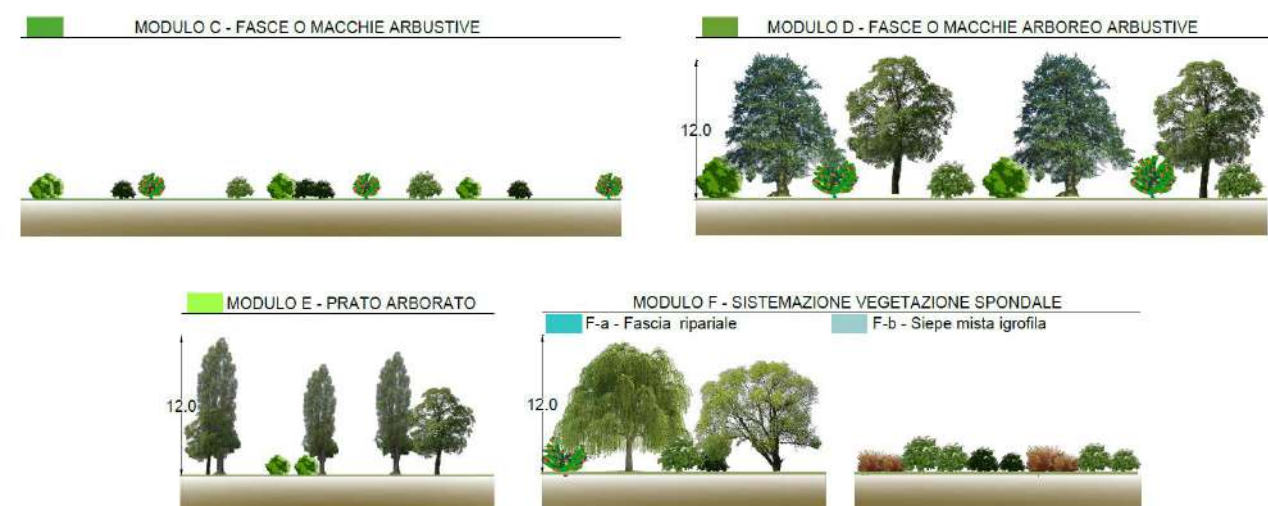 MODULO C - FASCE O MACCHIE ARBUSTIVE
MODULO D - FASCE O MACCHIE ARBOREO ARBUSTIVE
12.0
MODULO E - PRATO ARBORATO
12.0
MODULO F - SISTEMAZIONE VEGETAZIONE SPONDALE
F-a - Fascia ripariale
F-b - Siepe mista igrofila
12.0